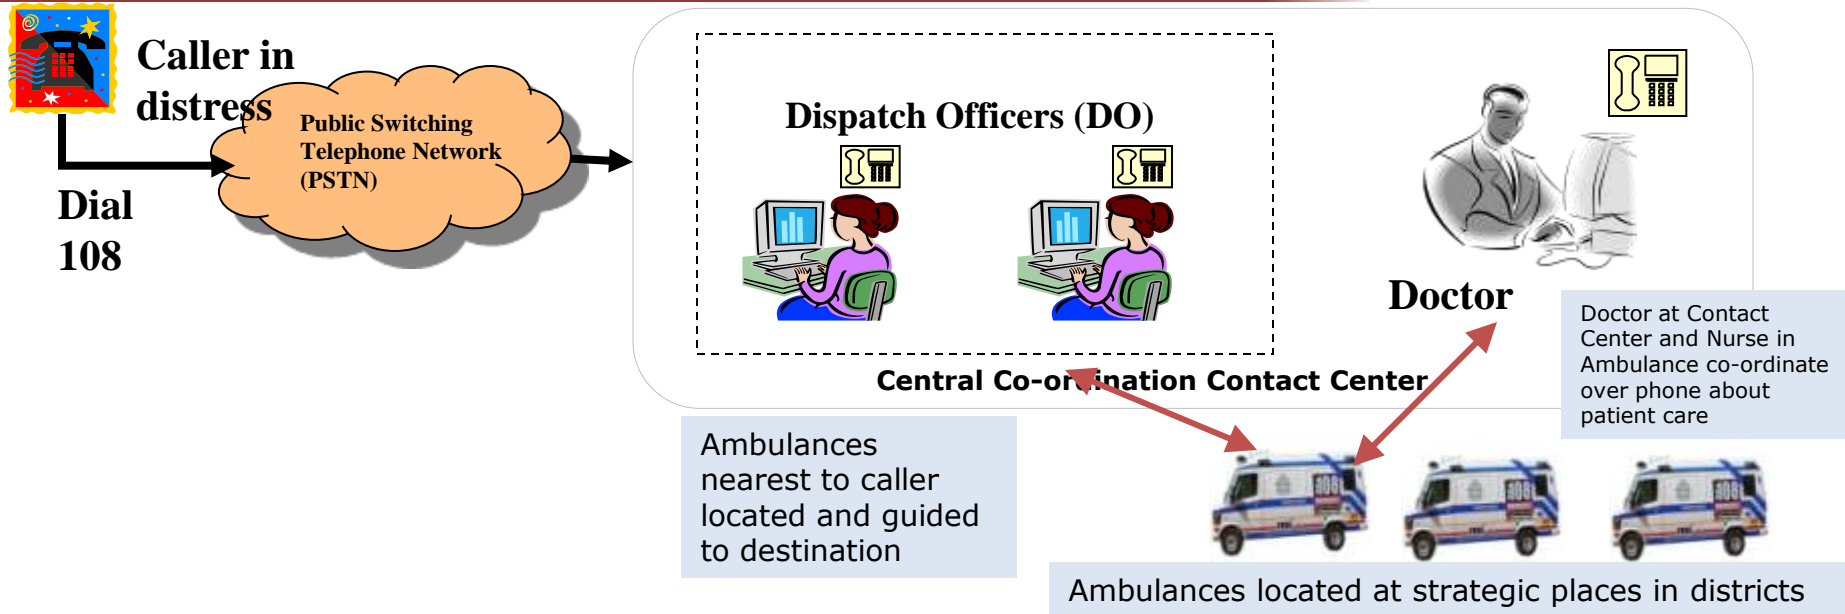 Caller in
distress
Dial
108
Public Switching
Telephone Network
(PSTN)
Dispatch Officers (DO)
Doctor
Central Co-ordination Contact Center
Doctor at Contact
Center and Nurse in
Ambulance co-ordinate
over phone about
patient care
Ambulances
nearest to caller
located and guided
to destination
Ambulances located at strategic places in districts